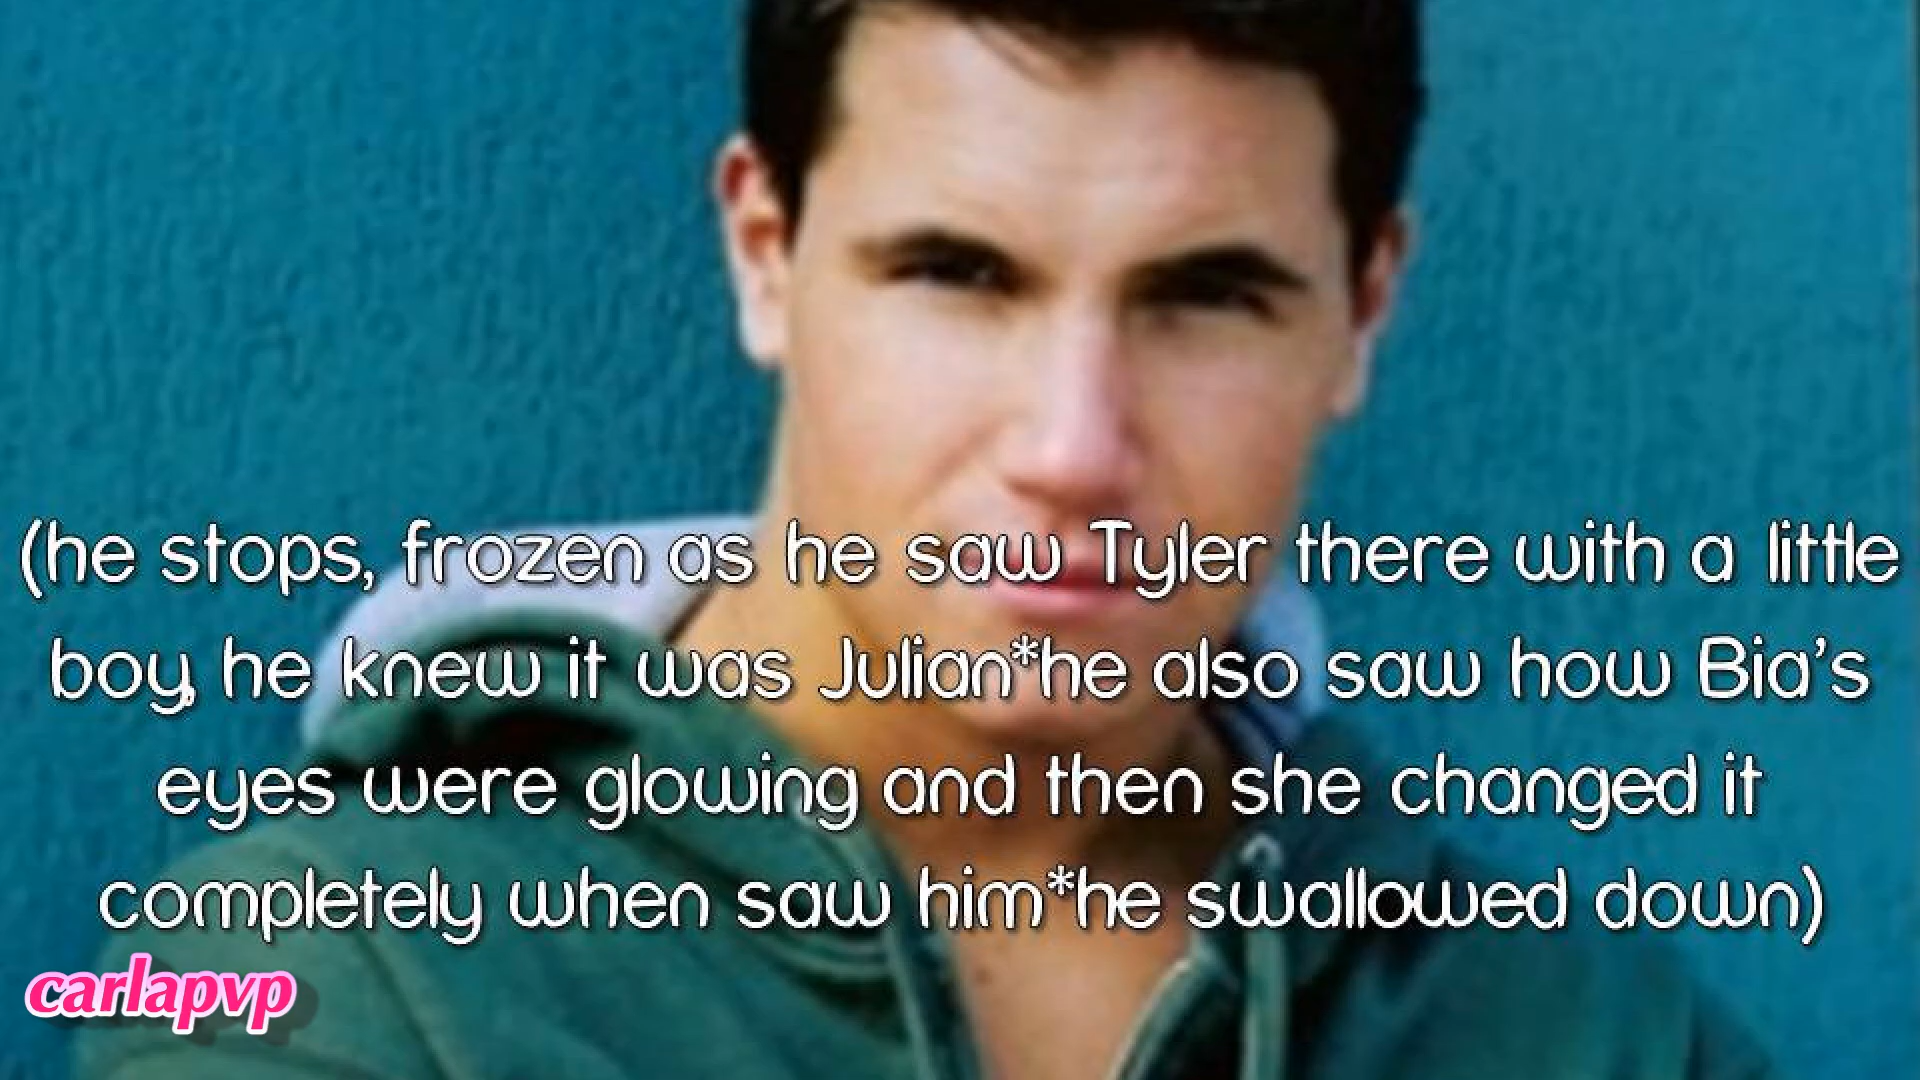 (he stops, frozen as he saw Tyler there with a little
boy, he knew it was Julian*he also saw how Bia's
eyes were glowing and then she changed it
completely when saw him*he swallowed down)
carlapvp